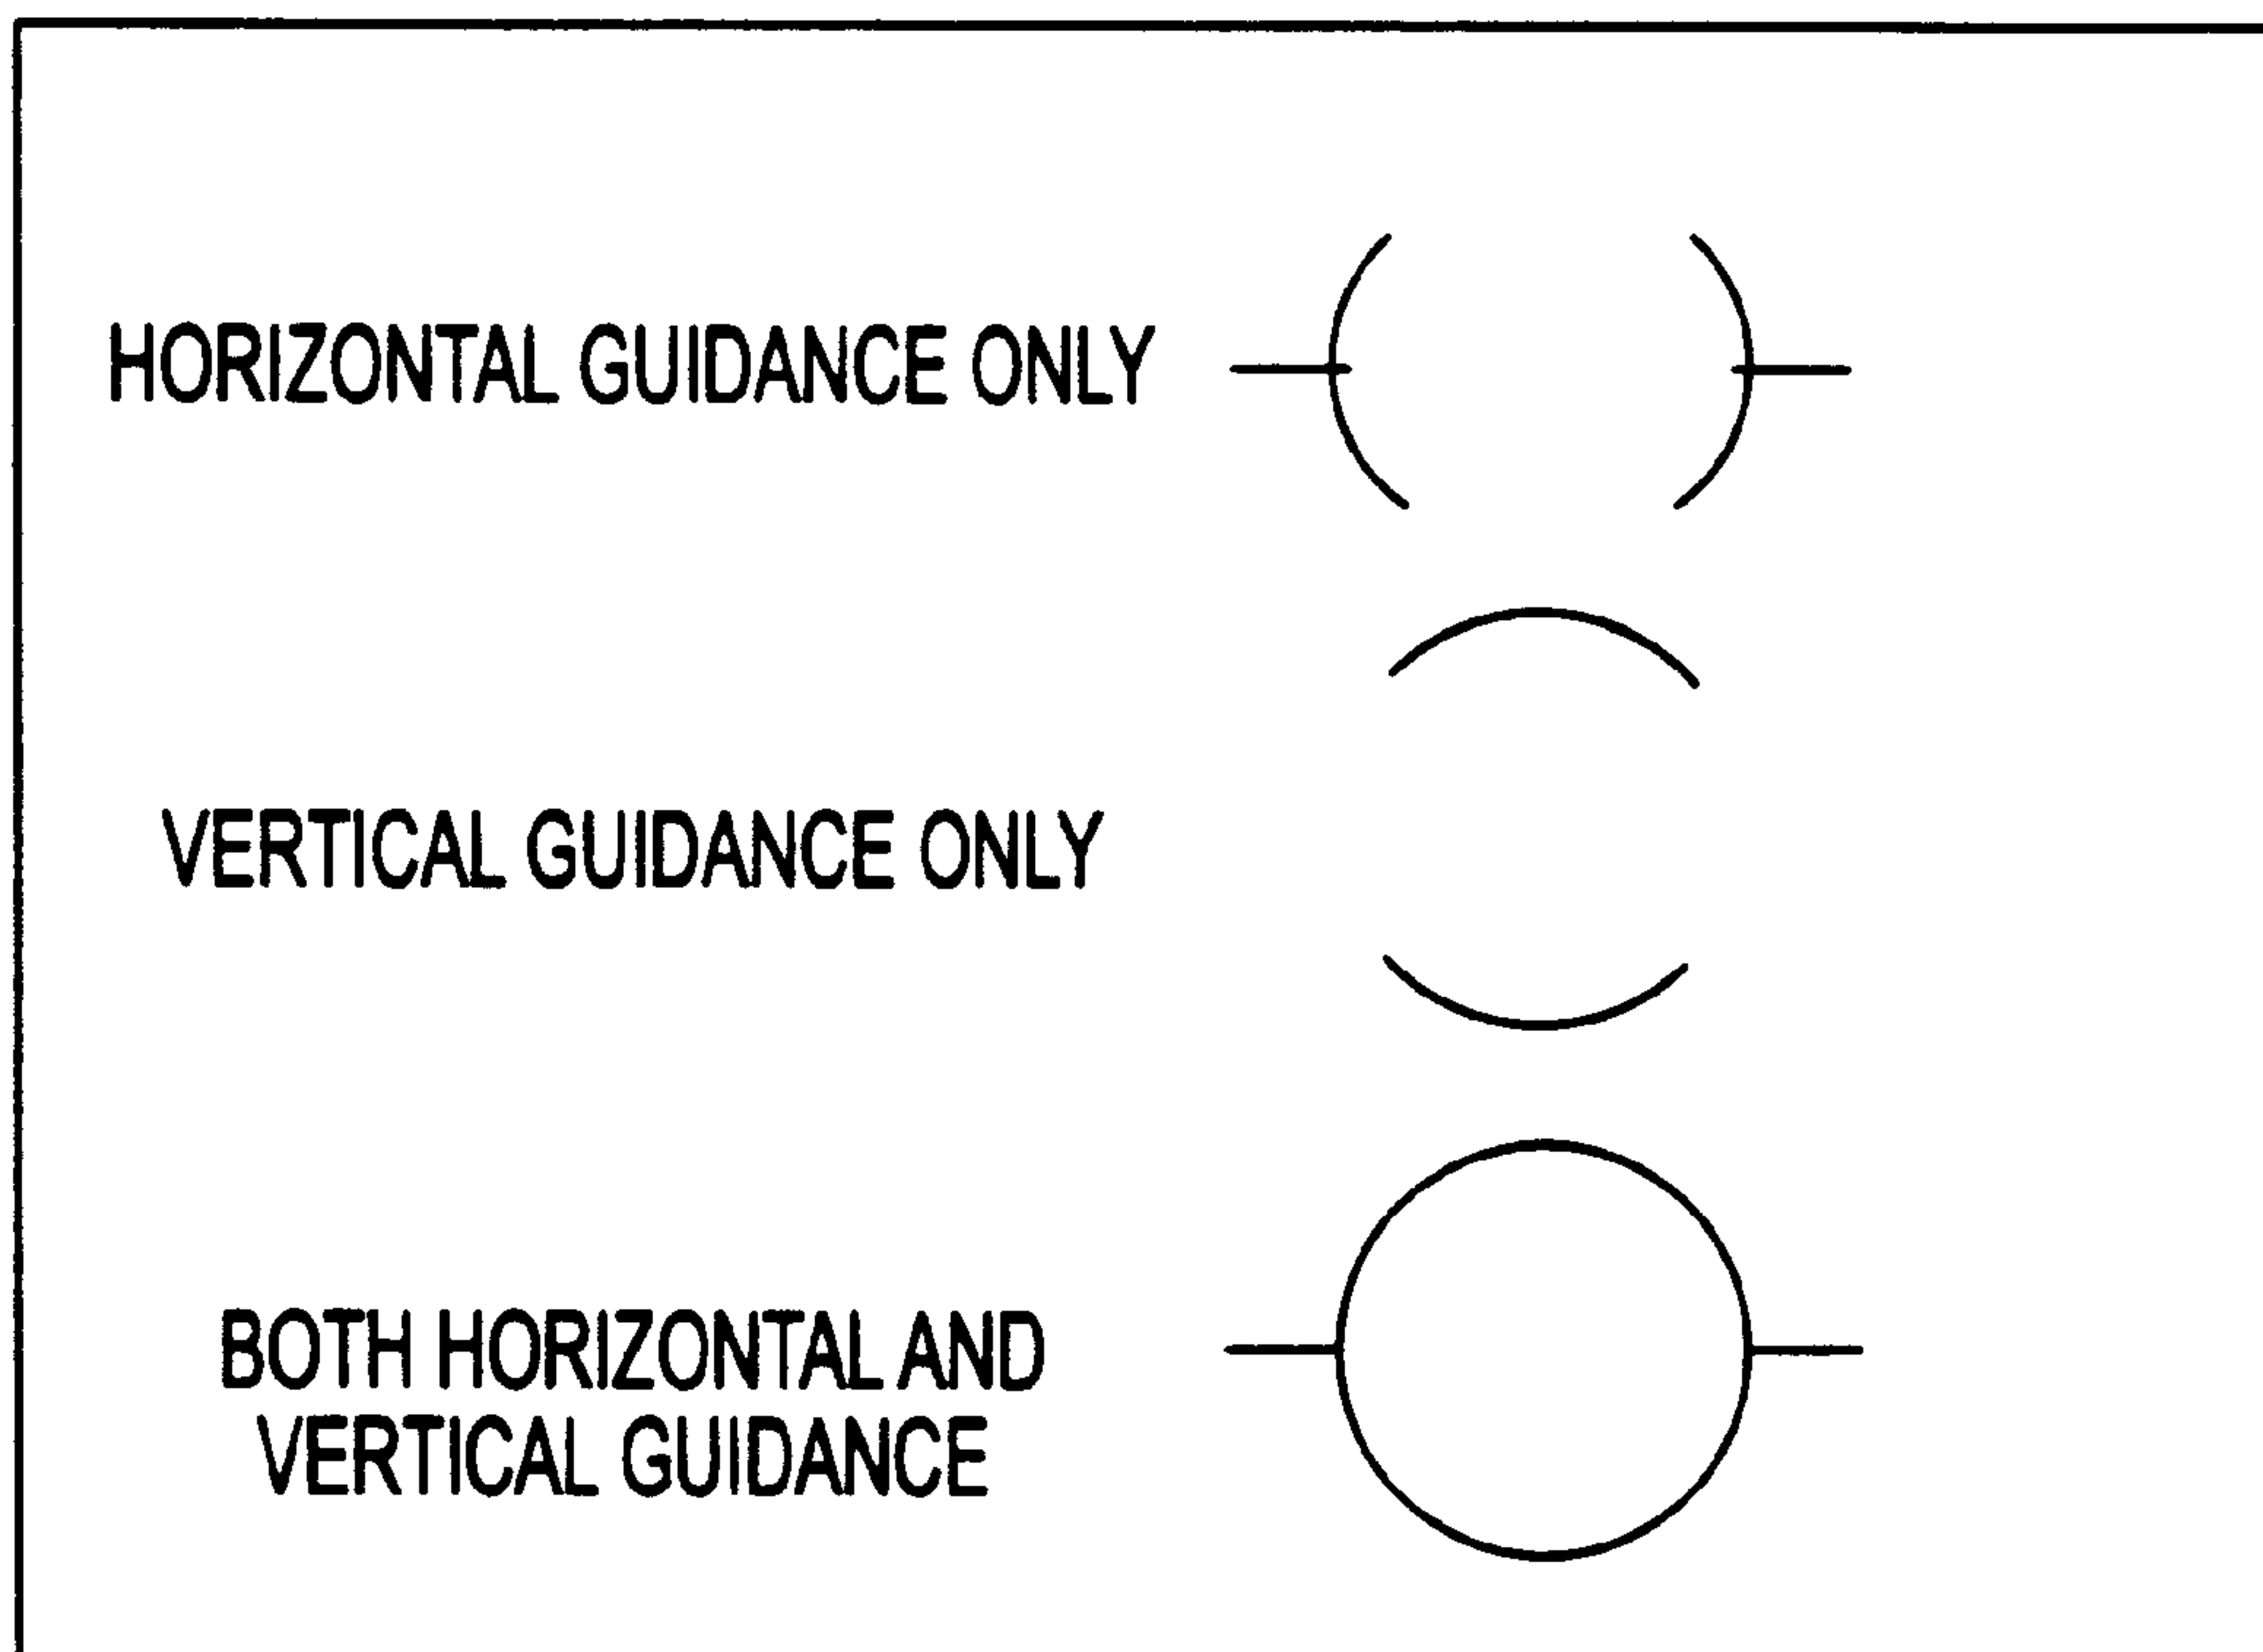 HORIZONTAL GUIDANCE ONLY
VERTICAL GUIDANCE ONLY
BOTH HORIZONTAL AND
VERTICAL GUIDANCE